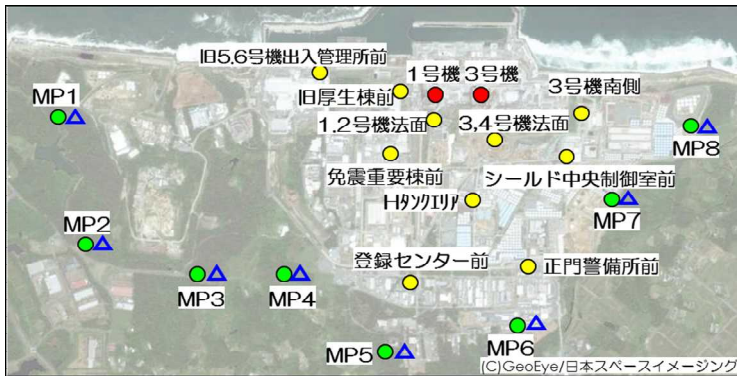 旧5,6号機出入管理所前
1号機
3号機
3号機南側
MP1
旧厚生棟前
1.2号機法面
3,4号機法面
MP8
免震重要棟前
シールド中央制御室前
Hタンクエリア
MP7
MP2
登録センター前
正門警備所前
MP3
MP4
MP5
MP6
(C)GeoEye/日本スペースイメージング